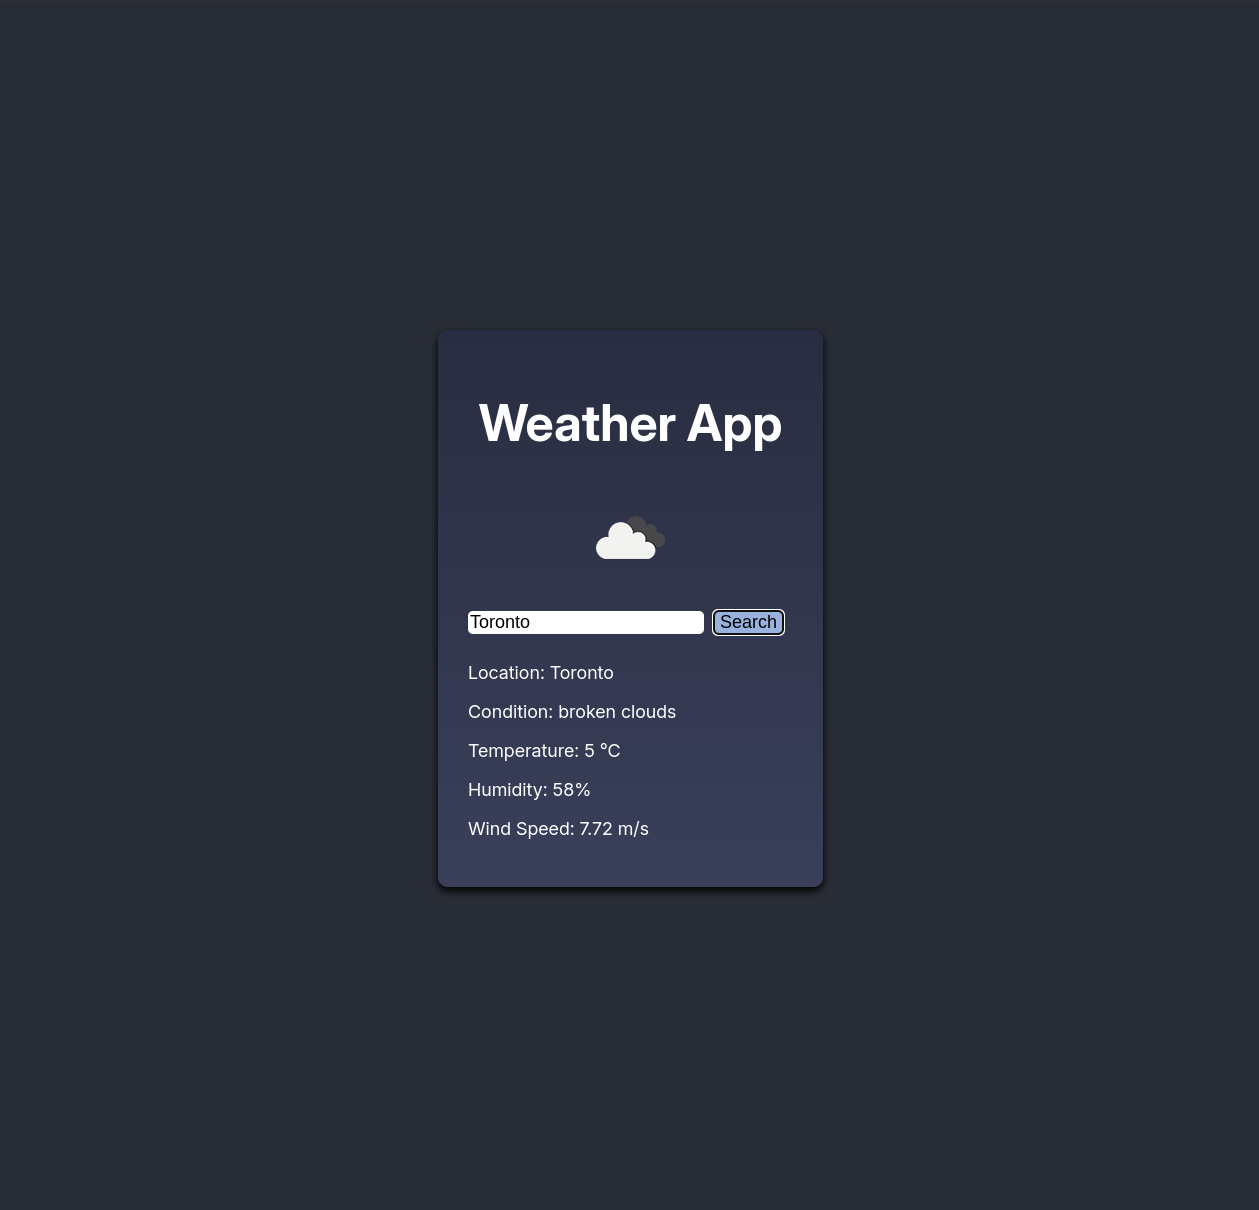 Weather App
Toronto Search
Location: Toronto
Condition: broken clouds
Temperature: 5 °C
Humidity: 58%
Wind Speed: 7.72 m/s